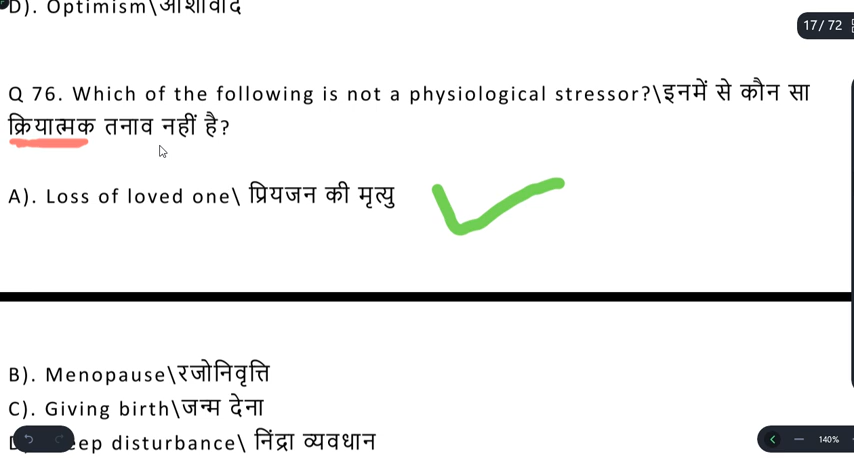 D). Optimism\आशावाद
17 / 72
Q 76. Which of the following is not a physiological stressor?\इनमें से कौन सा
क्रियात्मक तनाव नहीं है?
A). Loss of loved one\ प्रियजन की मृत्यु
B). Menopause\रजोनिवृत्ति
C). Giving birth\जन्म देना
ep disturbance\ निंद्रा व्यवधान
140%